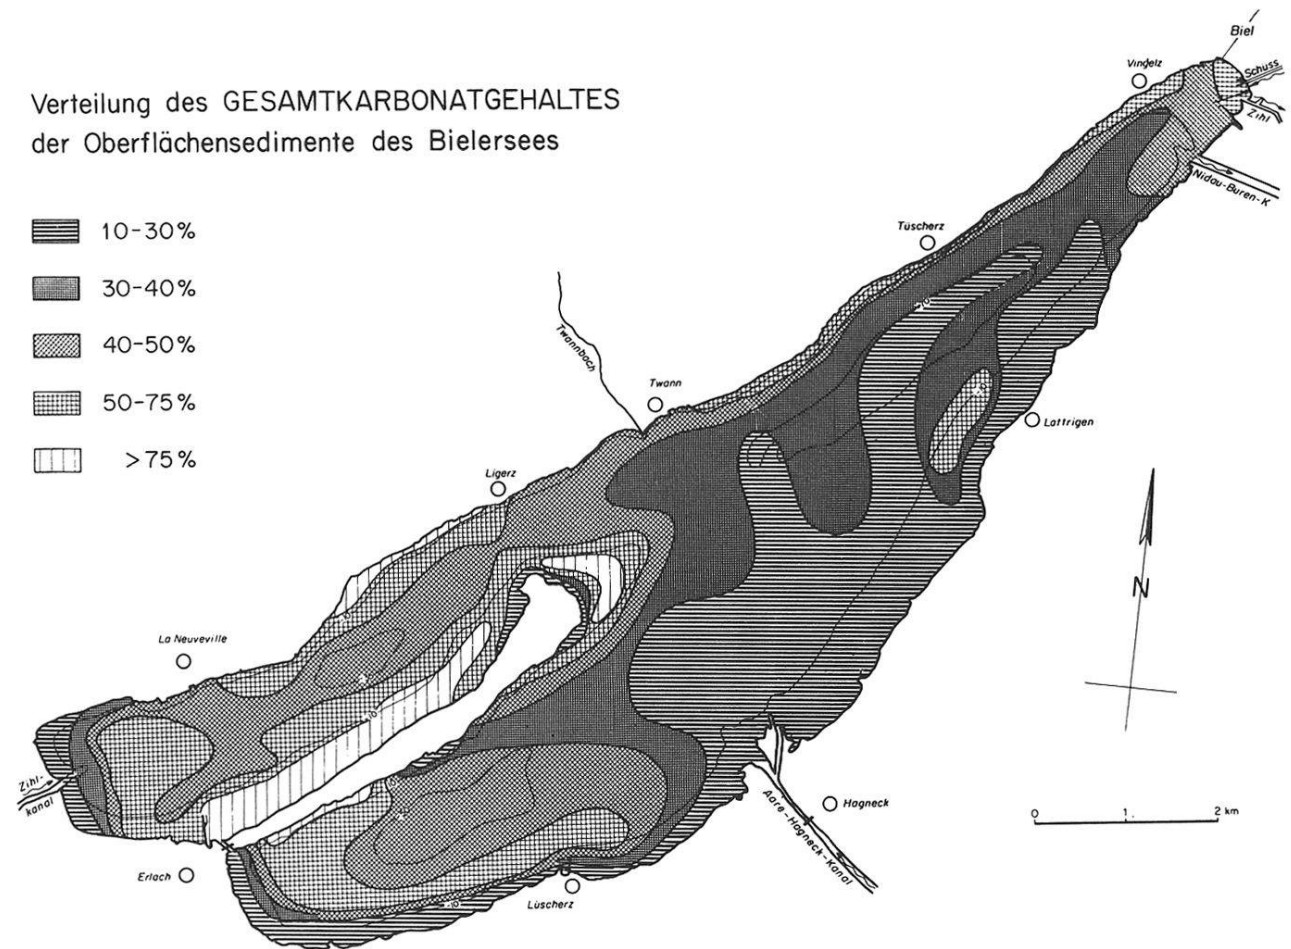 Verteilung des GESAMTKARBONATGEHALTES
der Oberflächensedimente des Bielersees
10-30%
30-40%
40-50%
50-75%
>75%
Biel
Vingelz
Schuss
Zihl
Nidau-Buren-K
Tüscherz
Twannbach
Twann
Lattrigen
Ligerz
N
La Neuveville
Zihl-
kanal
Hagneck
Aare-Hagneck-Kanal
0 1 2 km
Erlach
Lüscherz